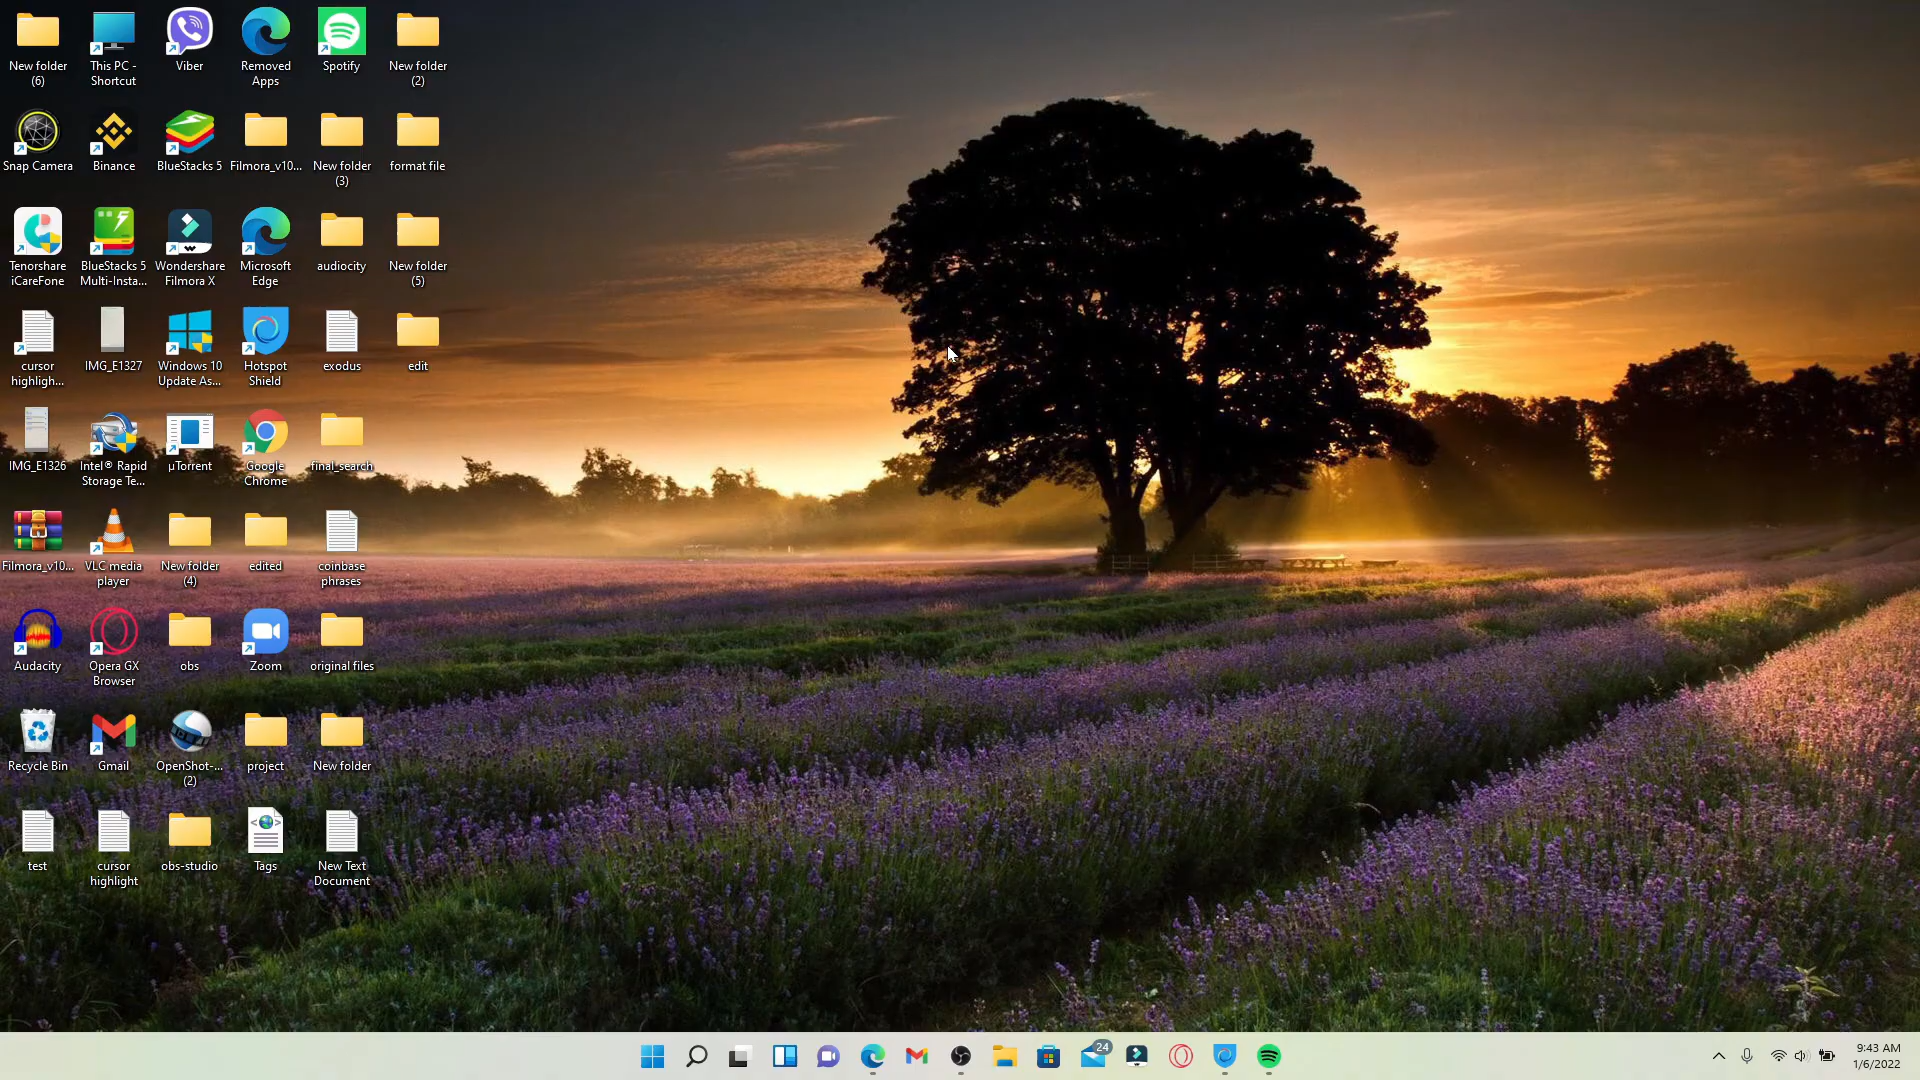 New folder
(6)
This PC -
Shortcut
Viber
Removed
Apps
Spotify
New folder
(2)
Snap Camera
Binance
BlueStacks 5
Filmora_v10...
New folder
(3)
format file
Tenorshare
iCareFone
BlueStacks 5
Multi-Insta...
Wondershare
Filmora X
Microsoft
Edge
audiocity
New folder
(5)
cursor
highligh...
IMG_E1327
Windows 10
Update As...
Hotspot
Shield
exodus
edit
IMG_E1326
Intel® Rapid
Storage Te...
µTorrent
Google
Chrome
final_search
Filmora_v10...
VLC media
player
New folder
(4)
edited
coinbase
phrases
Audacity
Opera GX
Browser
obs
Zoom
original files
Recycle Bin
Gmail
OpenShot-...
(2)
project
New folder
test
cursor
highlight
obs-studio
Tags
New Text
Document
24
9:43 AM
1/6/2022